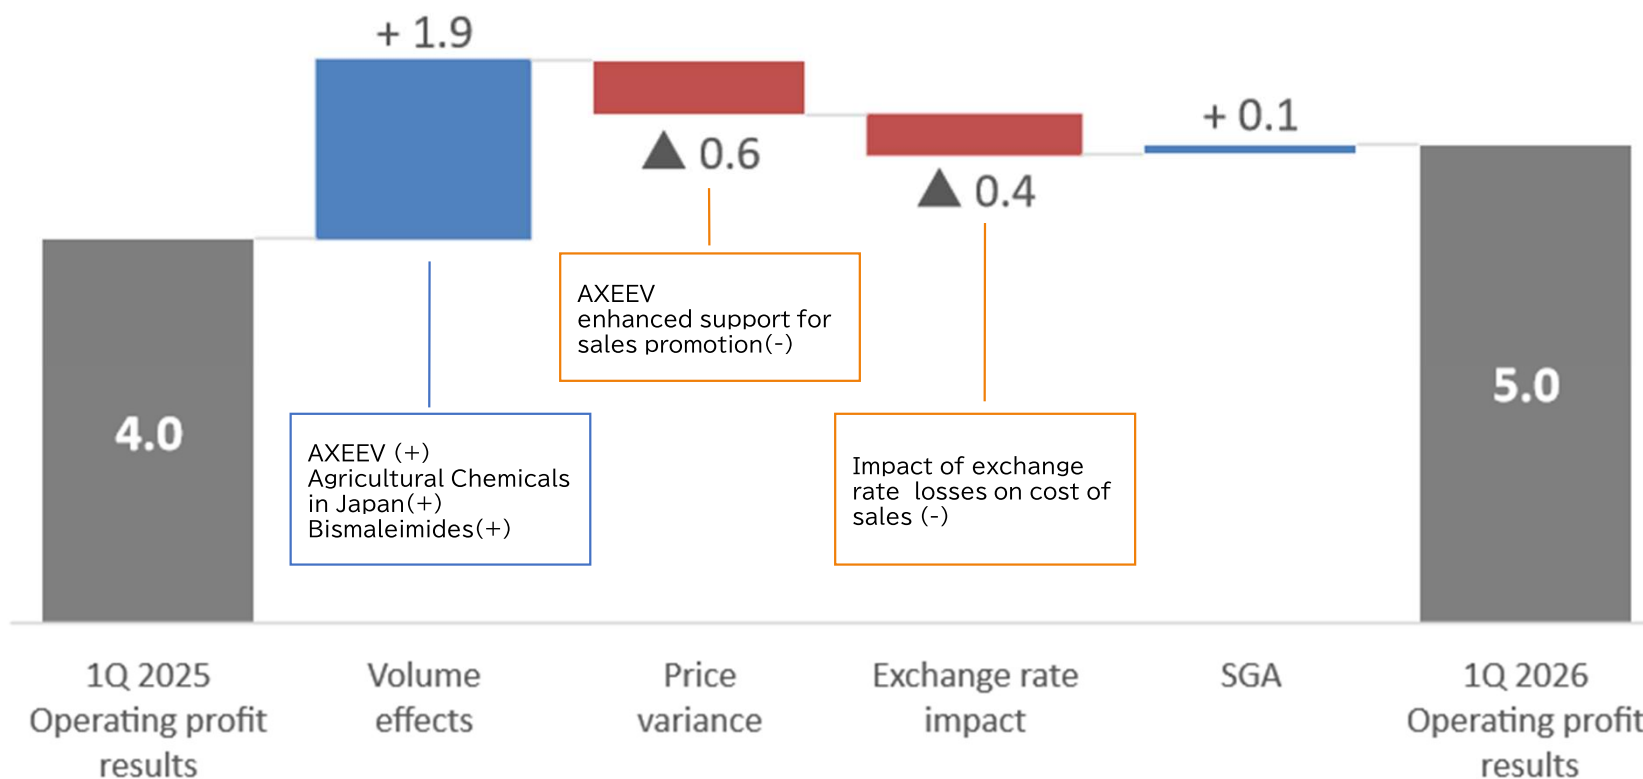 + 1.9
▲ 0.6
▲ 0.4
+ 0.1
4.0
5.0
AXEEV (+)
Agricultural Chemicals
in Japan(+)
Bismaleimides(+)
AXEEV
enhanced support for
sales promotion(-)
Impact of exchange
rate  losses on cost of
sales (-)
1Q 2025
Operating profit
results
Volume
effects
Price
variance
Exchange rate
impact
SGA
1Q 2026
Operating profit
results